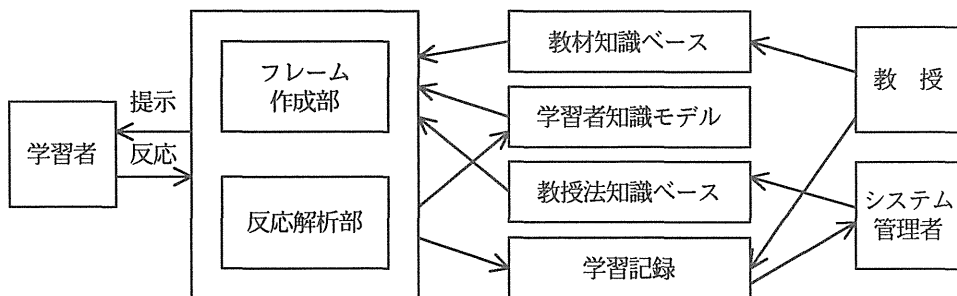 学習者
提示
反応
フレーム
作成部
反応解析部
教材知識ベース
学習者知識モデル
教授法知識ベース
学習記録
教　授
システム
管理者